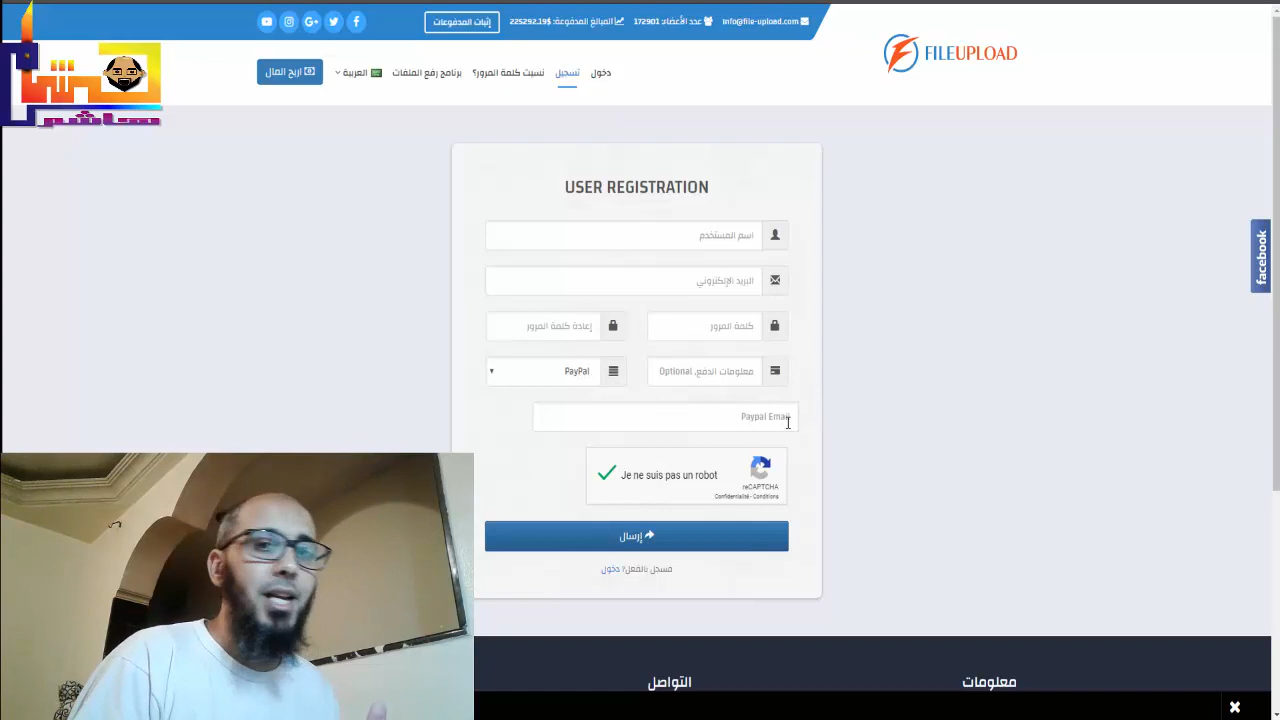 info@file-upload.com
عدد الأعضاء: 172901
المبالغ المدفوعة: 225292.19$
إثبات المدفوعات
FILEUPLOAD
دخول
تسجيل
نسيت كلمة المرور؟
برنامج رفع الملفات
العربية
اربح المال
facebook
USER REGISTRATION
اسم المستخدم
البريد الإلكتروني
كلمة المرور
إعادة كلمة المرور
معلومات الدفع, Optional
PayPal
Paypal Email
Je ne suis pas un robot
reCAPTCHA
Confidentialité - Conditions
إرسال
مسجل بالفعل? دخول
معلومات
التواصل